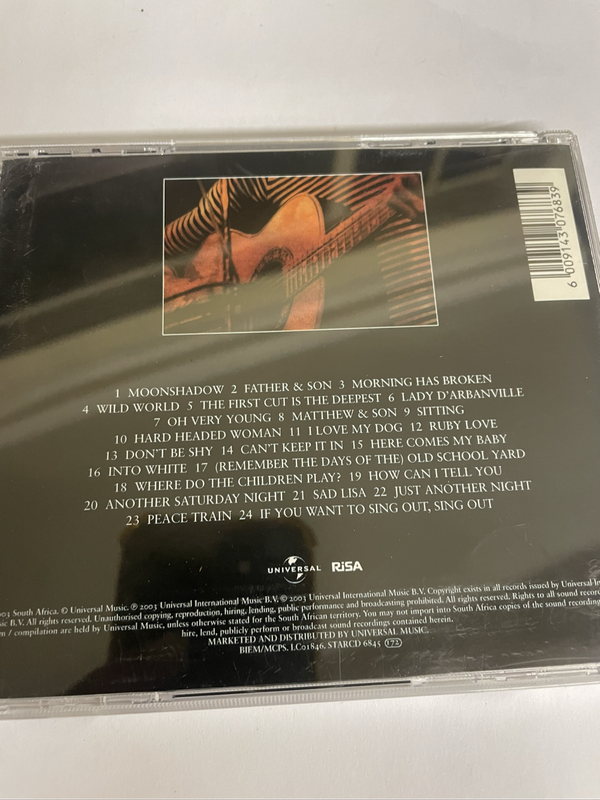 6 009143 076839
1 MOONSHADOW 2 FATHER & SON 3 MORNING HAS BROKEN
4 WILD WORLD 5 THE FIRST CUT IS THE DEEPEST 6 LADY D'ARBANVILLE
7 OH VERY YOUNG 8 MATTHEW & SON 9 SITTING
10 HARD HEADED WOMAN 11 I LOVE MY DOG 12 RUBY LOVE
13 DON'T BE SHY 14 CAN'T KEEP IT IN 15 HERE COMES MY BABY
16 INTO WHITE 17 (REMEMBER THE DAYS OF THE) OLD SCHOOL YARD
18 WHERE DO THE CHILDREN PLAY? 19 HOW CAN I TELL YOU
20 ANOTHER SATURDAY NIGHT 21 SAD LISA 22 JUST ANOTHER NIGHT
23 PEACE TRAIN 24 IF YOU WANT TO SING OUT, SING OUT
UNIVERSAL RiSA
South Africa. © Universal Music. ℗ 2003 Universal International Music B.V. © 2003 Universal International Music B.V. Copyright exists in all records issued by Universal
B.V. All rights reserved. Unauthorised copying, reproduction, hiring, lending, public performance and broadcasting prohibited. All rights reserved. Rights to all sound
/ compilation are held by Universal Music, unless otherwise stated for the South African territory. You may not import into South Africa copies of the sound recording
hire, lend, publicly perform or broadcast sound recordings contained herein.
MARKETED AND DISTRIBUTED BY UNIVERSAL MUSIC.
BIEM/MCPS. LC01846. STARCD 6845 172